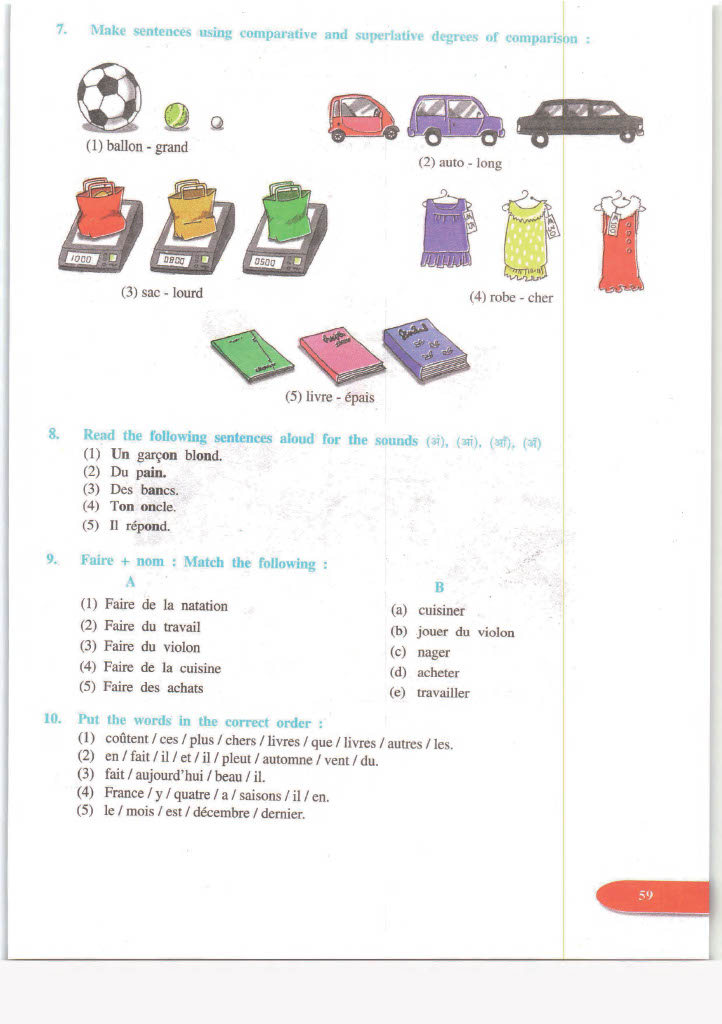 7. Make sentences using comparative and superlative degrees of comparison :
(1) ballon - grand
(2) auto - long
1000
0800
0500
(3) sac - lourd
(4) robe - cher
(5) livre - épais
8. Read the following sentences aloud for the sounds (अं), (आं), (आँ), (ऑ)
(1) Un garçon blond.
(2) Du pain.
(3) Des bancs.
(4) Ton oncle.
(5) Il répond.
9. Faire + nom : Match the following :
A B
(1) Faire de la natation (a) cuisiner
(2) Faire du travail (b) jouer du violon
(3) Faire du violon (c) nager
(4) Faire de la cuisine (d) acheter
(5) Faire des achats (e) travailler
10. Put the words in the correct order :
(1) coûtent / ces / plus / chers / livres / que / livres / autres / les.
(2) en / fait / il / et / il / pleut / automne / vent / du.
(3) fait / aujourd'hui / beau / il.
(4) France / y / quatre / a / saisons / il / en.
(5) le / mois / est / décembre / dernier.
59